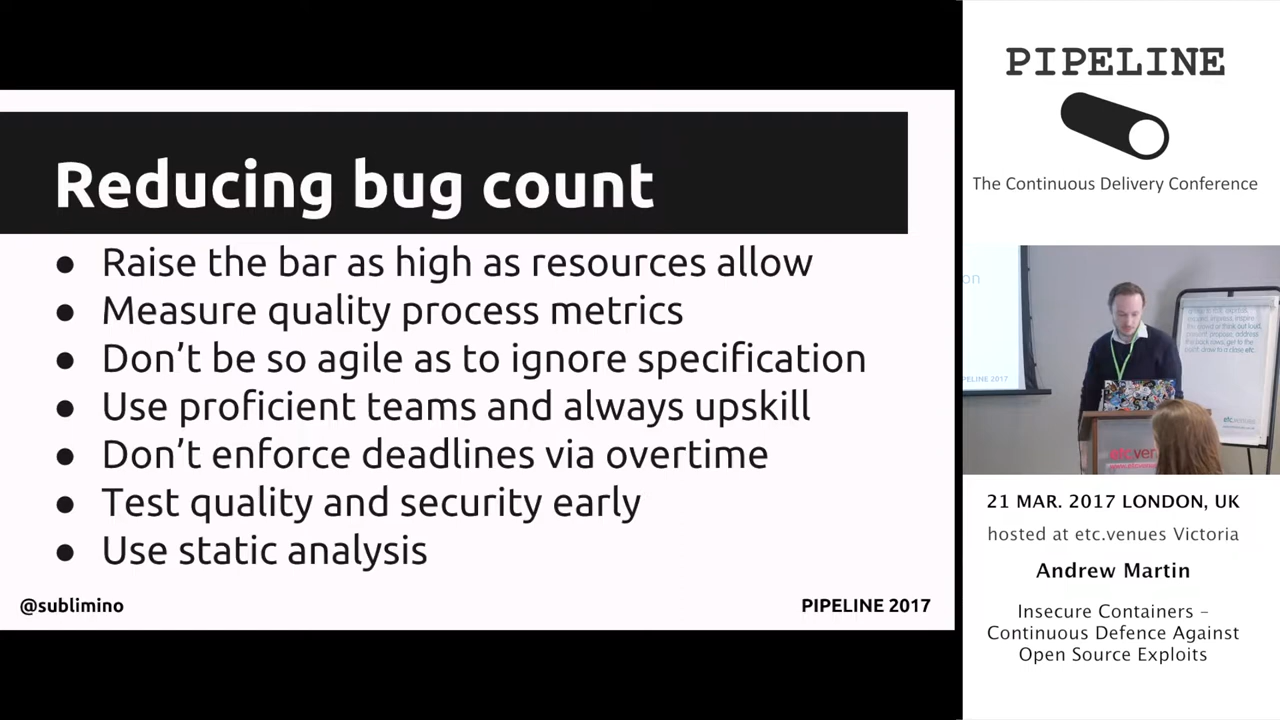 Reducing bug count
● Raise the bar as high as resources allow
● Measure quality process metrics
● Don’t be so agile as to ignore specification
● Use proficient teams and always upskill
● Don’t enforce deadlines via overtime
● Test quality and security early
● Use static analysis
@sublimino
PIPELINE 2017
PIPELINE
The Continuous Delivery Conference
on
PELINE 2017
21 MAR. 2017 LONDON, UK
hosted at etc.venues Victoria
Andrew Martin
Insecure Containers –
Continuous Defence Against
Open Source Exploits